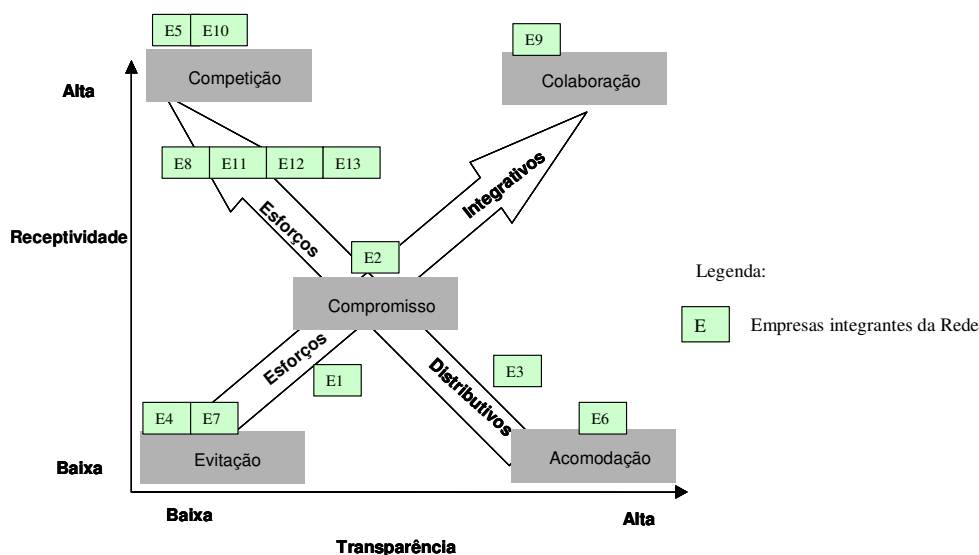 E5 E10
E9
Competição
Colaboração
Alta
E8 E11 E12 E13
Integrativos
Esforços
Receptividade
E2
Legenda:
Compromisso
E Empresas integrantes da Rede
Esforços
E1
Distributivos
E3
E4 E7
E6
Evitação
Acomodação
Baixa
Baixa
Alta
Transparência